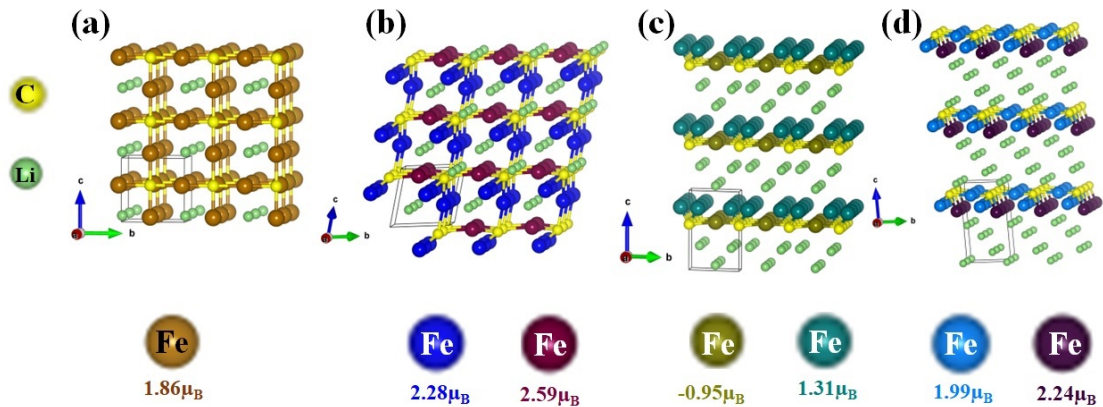 (a)
(b)
(c)
(d)
C
Li
c
b
c
b
c
b
c
b
Fe
Fe
Fe
Fe
Fe
Fe
Fe
1.86μB
2.28μB
2.59μB
-0.95μB
1.31μB
1.99μB
2.24μB